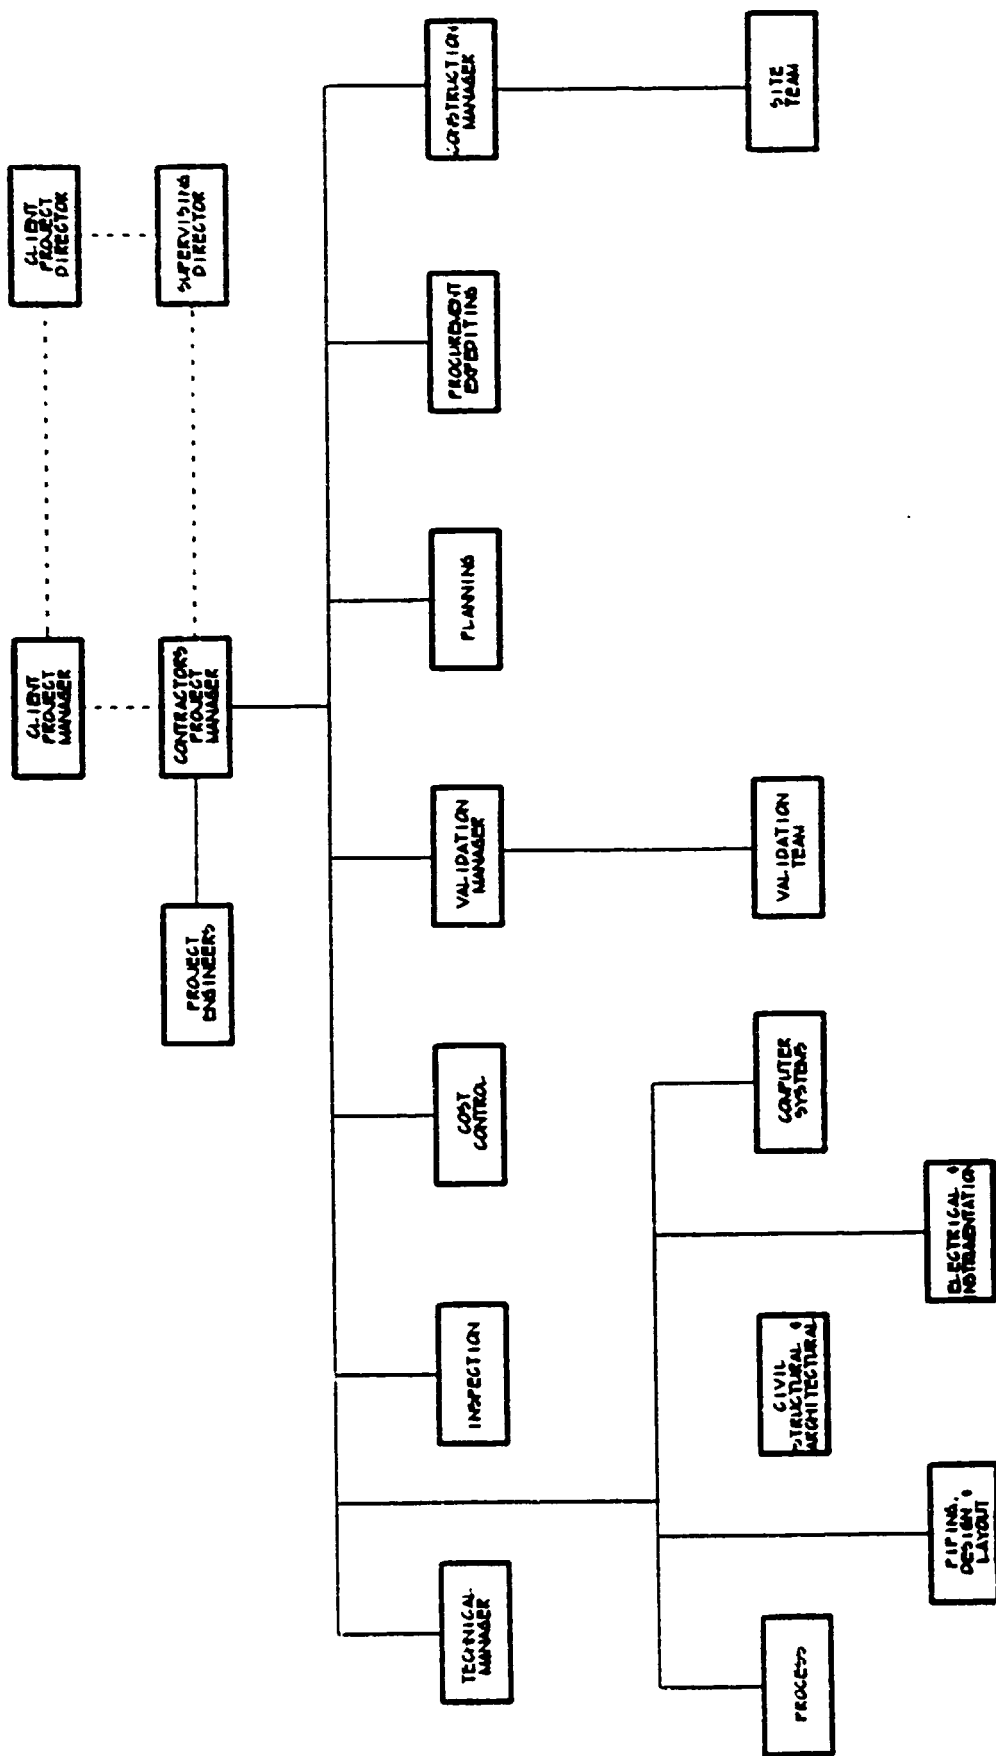 CLIENT
PROJECT
MANAGER
CLIENT
PROJECT
DIRECTOR
PROJECT
ENGINEERS
CONTRACTORS
PROJECT
MANAGER
SUPERVISING
DIRECTOR
TECHNICAL
MANAGER
INSPECTION
COST
CONTROL
VALIDATION
MANAGER
PLANNING
PROCUREMENT
EXPEDITING
CONSTRUCTION
MANAGER
PROCESS
CIVIL
STRUCTURAL &
ARCHITECTURAL
COMPUTER
SYSTEMS
VALIDATION
TEAM
SITE
TEAM
PIPING,
DESIGN &
LAYOUT
ELECTRICAL &
INSTRUMENTATION